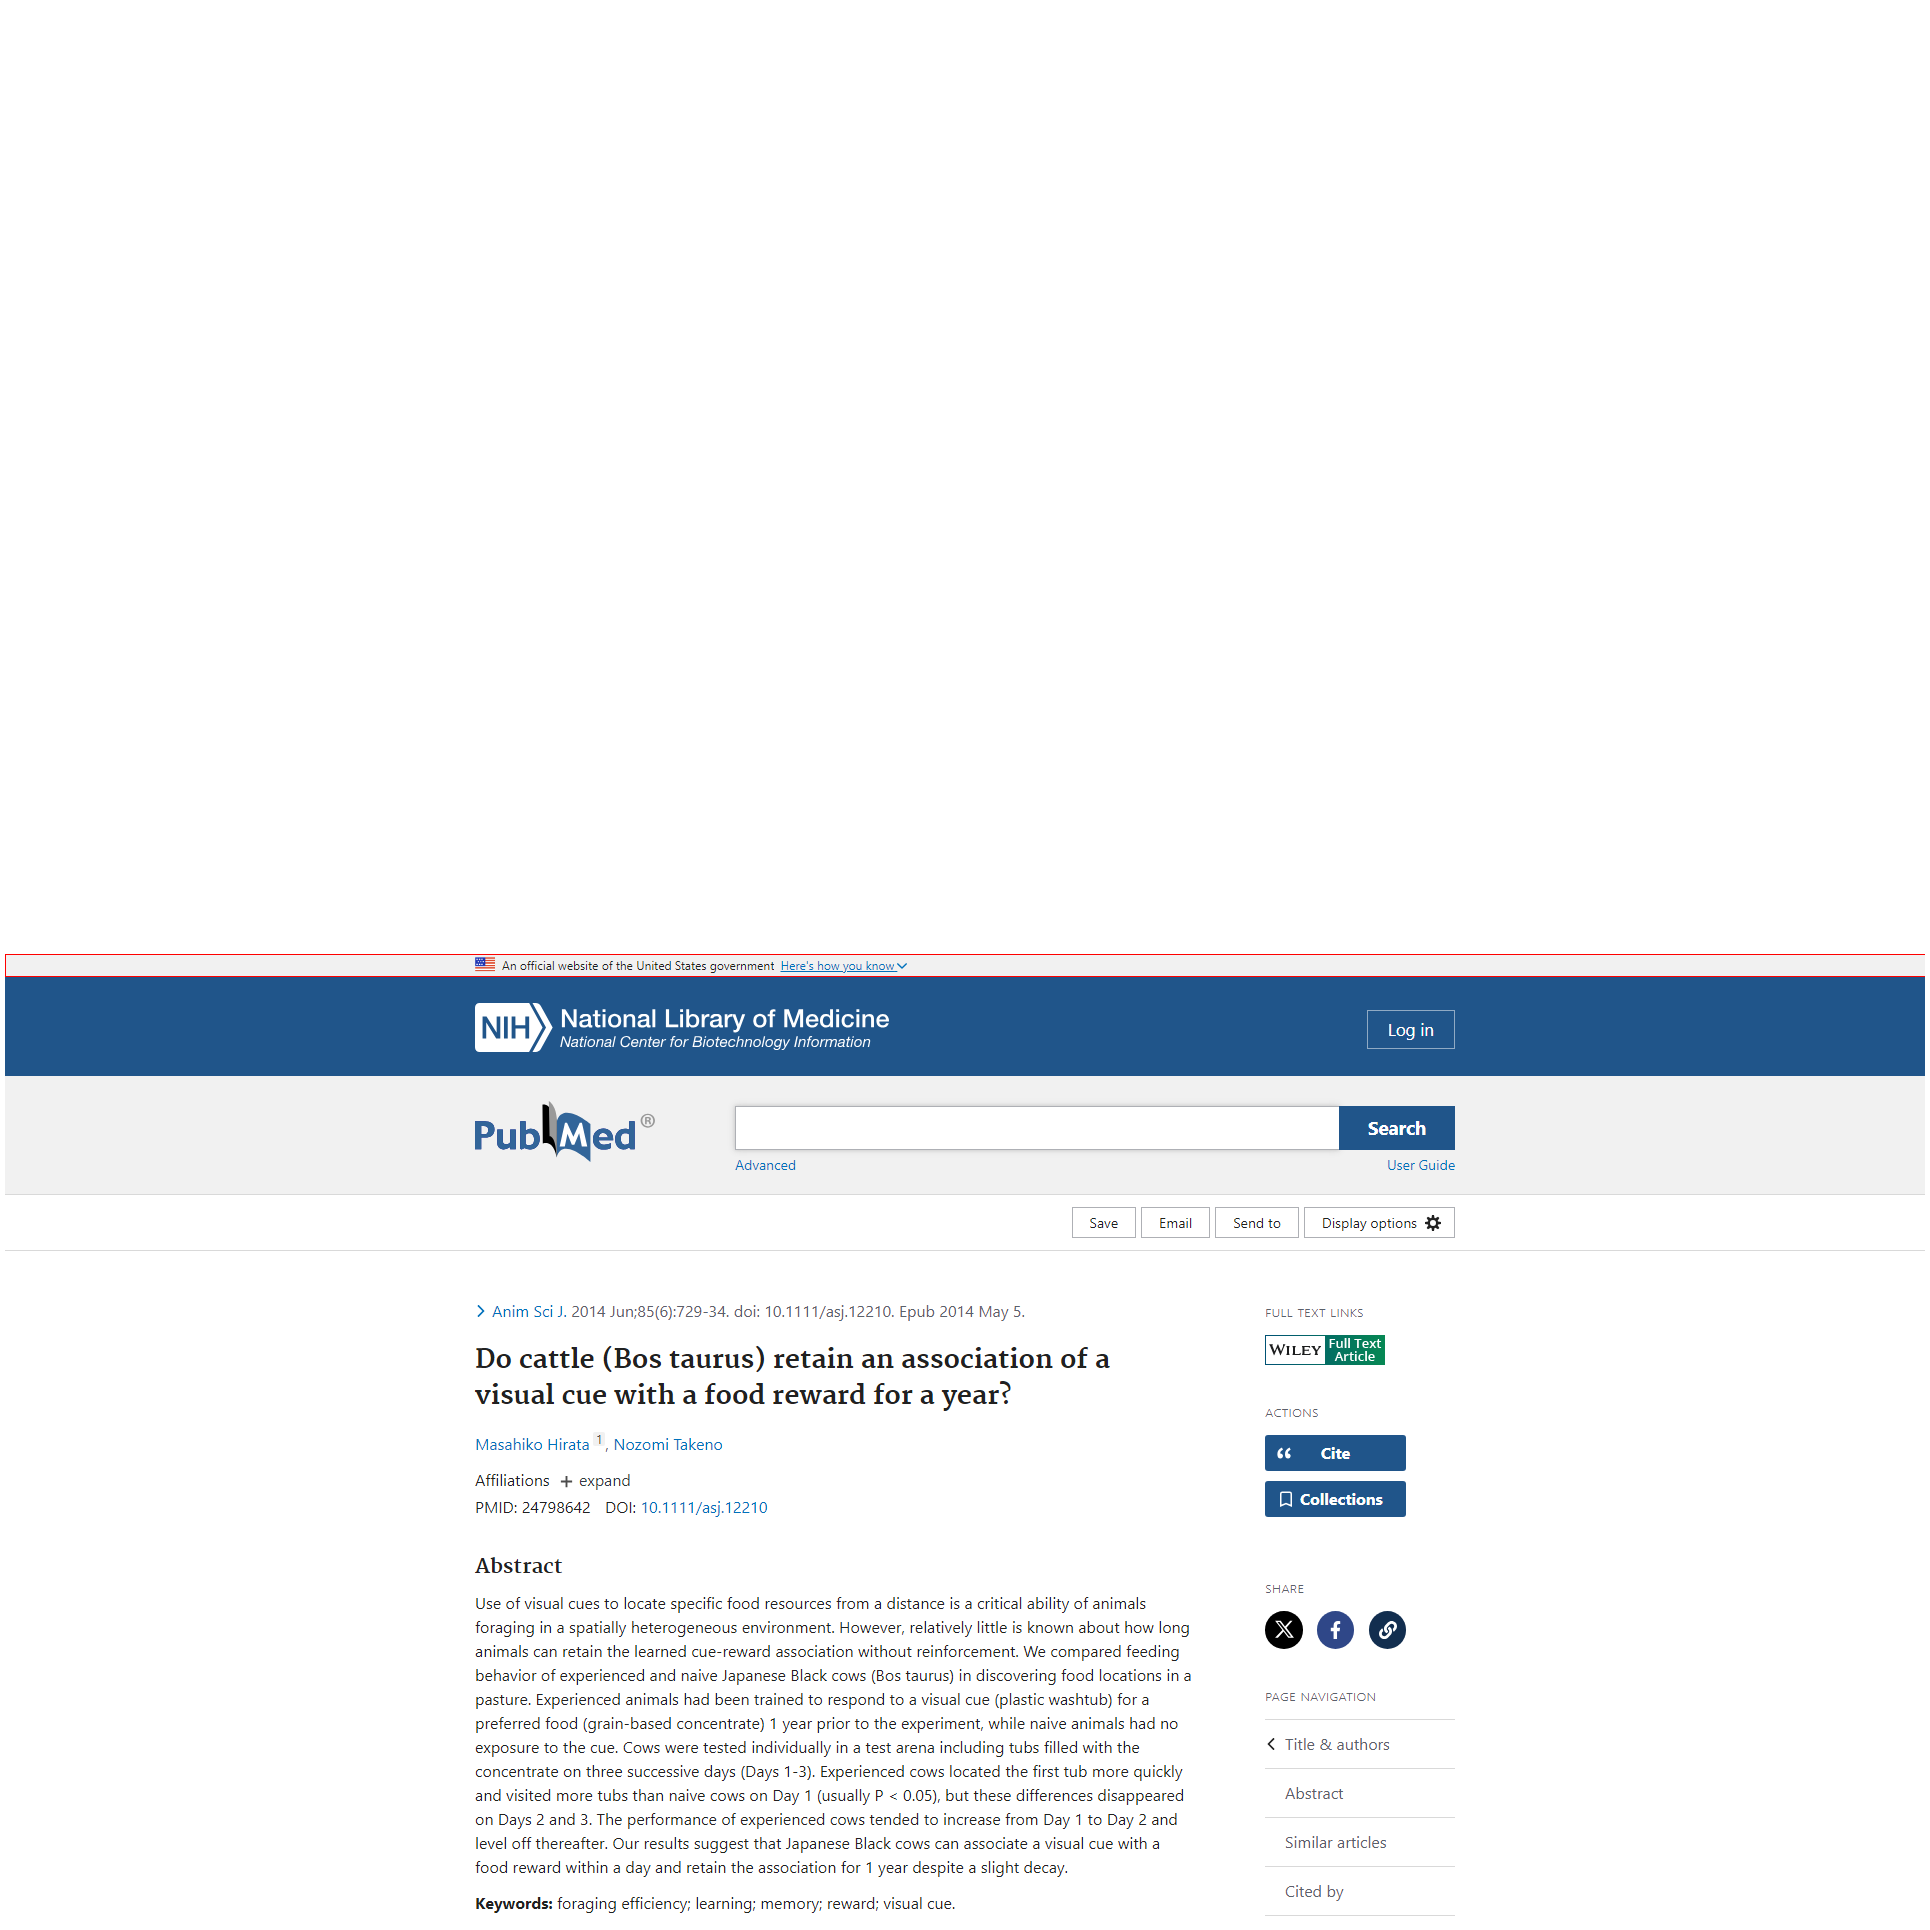 An official website of the United States government Here's how you know
NIH National Library of Medicine
National Center for Biotechnology Information
Log in
PubMed®
Search
Advanced
User Guide
Save
Email
Send to
Display options
Anim Sci J. 2014 Jun;85(6):729-34. doi: 10.1111/asj.12210. Epub 2014 May 5.
Do cattle (Bos taurus) retain an association of a
visual cue with a food reward for a year?
Masahiko Hirata 1, Nozomi Takeno
Affiliations + expand
PMID: 24798642 DOI: 10.1111/asj.12210
Abstract
Use of visual cues to locate specific food resources from a distance is a critical ability of animals
foraging in a spatially heterogeneous environment. However, relatively little is known about how long
animals can retain the learned cue-reward association without reinforcement. We compared feeding
behavior of experienced and naive Japanese Black cows (Bos taurus) in discovering food locations in a
pasture. Experienced animals had been trained to respond to a visual cue (plastic washtub) for a
preferred food (grain-based concentrate) 1 year prior to the experiment, while naive animals had no
exposure to the cue. Cows were tested individually in a test arena including tubs filled with the
concentrate on three successive days (Days 1-3). Experienced cows located the first tub more quickly
and visited more tubs than naive cows on Day 1 (usually P < 0.05), but these differences disappeared
on Days 2 and 3. The performance of experienced cows tended to increase from Day 1 to Day 2 and
level off thereafter. Our results suggest that Japanese Black cows can associate a visual cue with a
food reward within a day and retain the association for 1 year despite a slight decay.
Keywords: foraging efficiency; learning; memory; reward; visual cue.
FULL TEXT LINKS
WILEY Full Text
Article
ACTIONS
Cite
Collections
SHARE
PAGE NAVIGATION
Title & authors
Abstract
Similar articles
Cited by